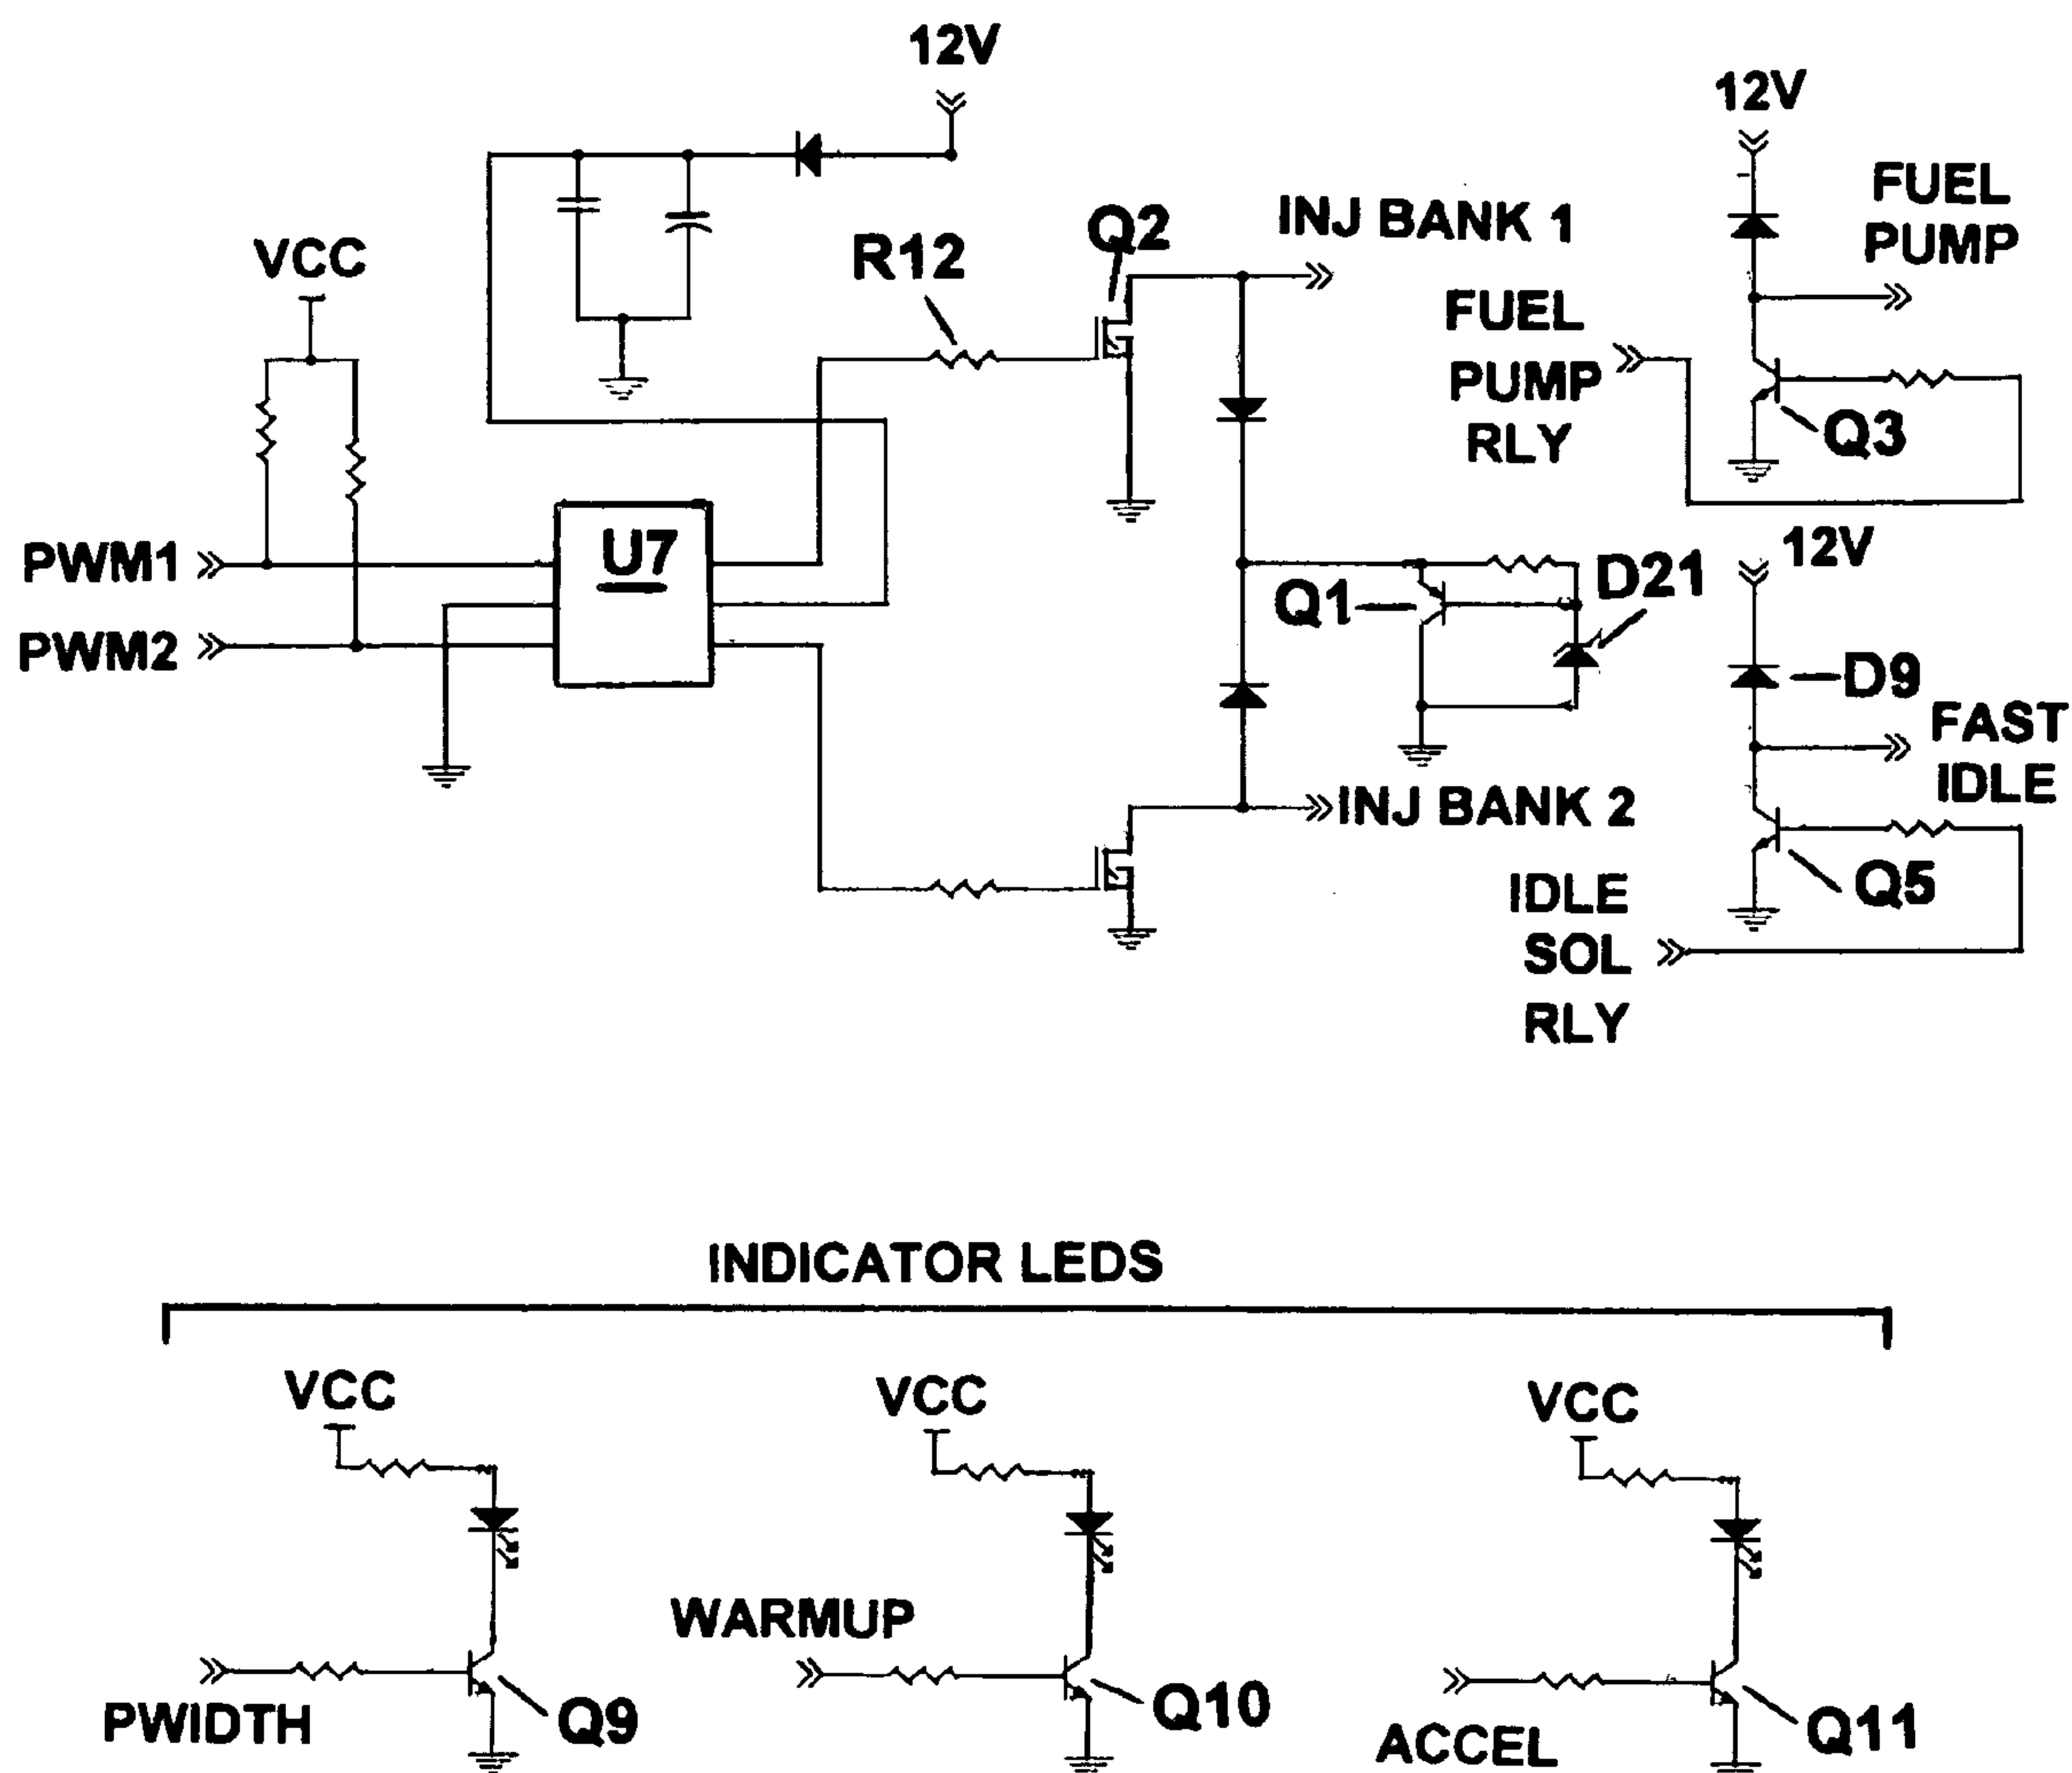 12V
12V
FUEL
PUMP
INJ BANK 1
Q2
R12
VCC
FUEL
PUMP
RLY
Q3
12V
PWM1
U7
Q1
D21
PWM2
D9
FAST
IDLE
INJ BANK 2
Q5
IDLE
SOL
RLY
INDICATOR LEDS
VCC
VCC
VCC
WARMUP
PWIDTH
Q9
Q10
ACCEL
Q11